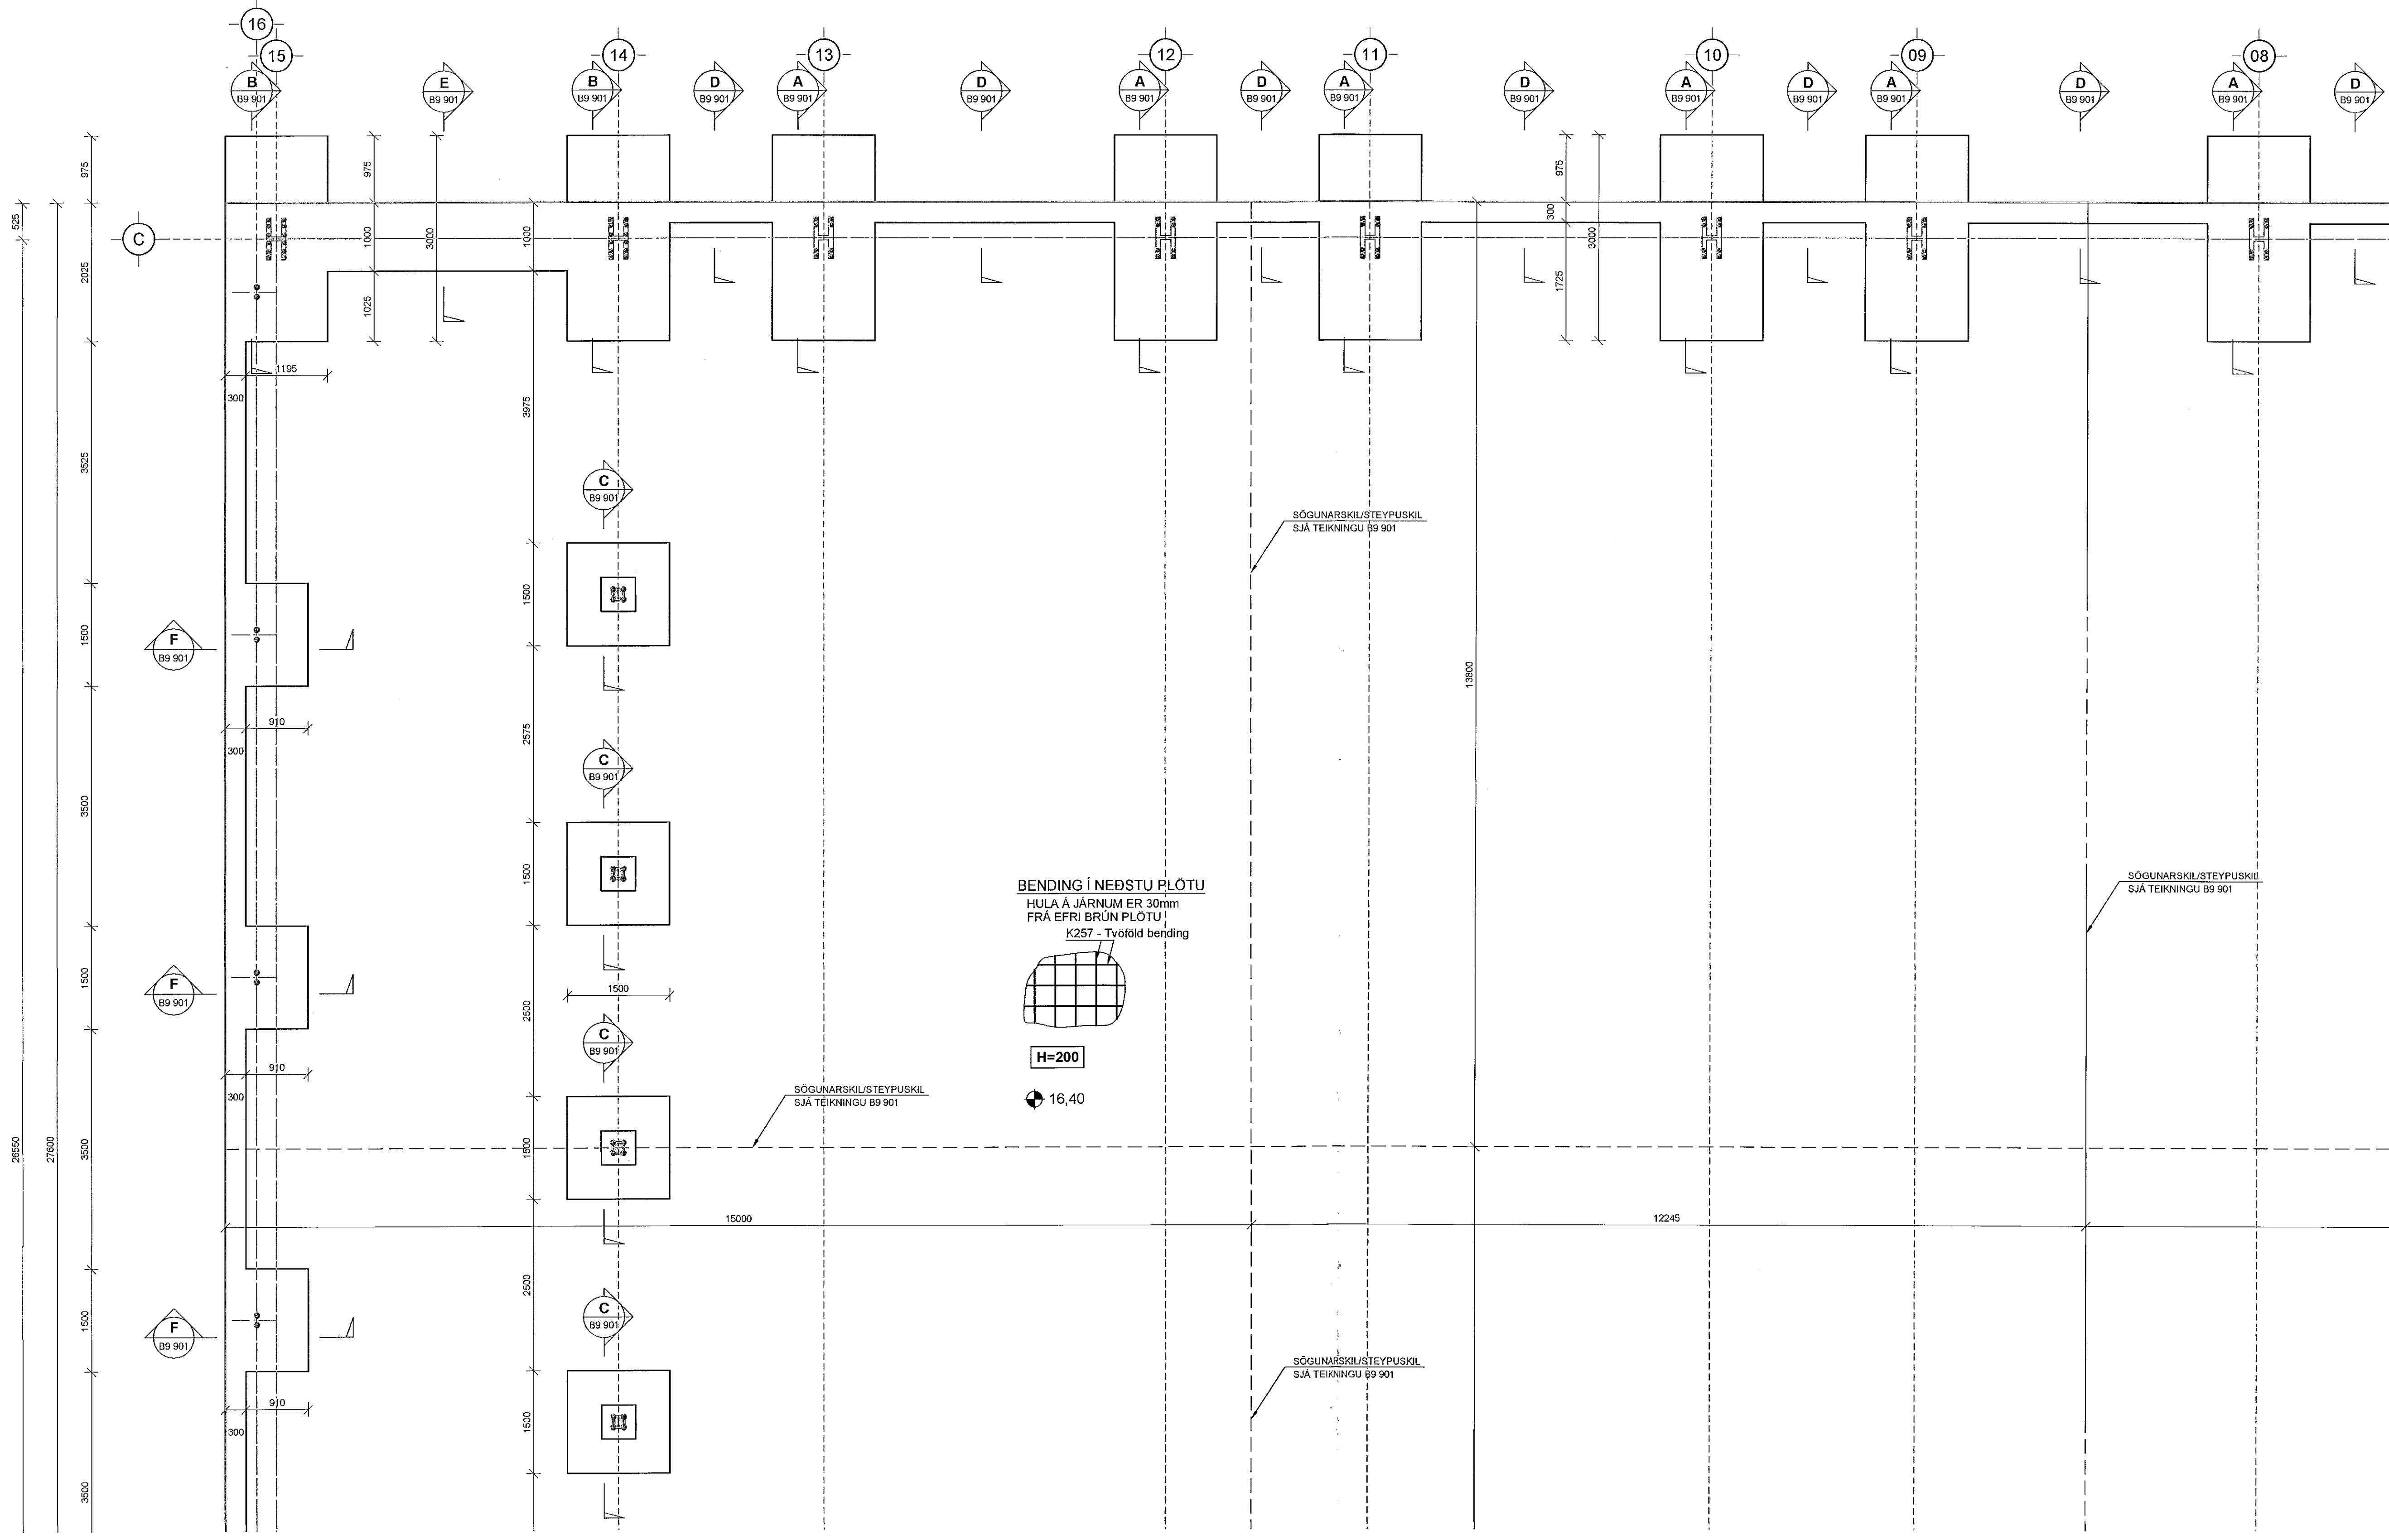 16
15
14
13
12
11
10
09
08
B
B9 901
E
B9 901
B
B9 901
D
B9 901
A
B9 901
D
B9 901
A
B9 901
D
B9 901
A
B9 901
D
B9 901
A
B9 901
D
B9 901
A
B9 901
D
B9 901
A
B9 901
D
B9 901
C
525
26550
27600
975
2025
3525
1500
3500
1500
3500
1500
3500
975
1000
1025
3000
1000
3975
1500
2575
1500
2500
1500
2500
1500
975
300
1725
3000
13800
1195
300
F
B9 901
910
300
F
B9 901
910
300
F
B9 901
910
300
C
B9 901
C
B9 901
1500
C
B9 901
C
B9 901
SÖGUNARSKIL/STEYPUSKIL
SJÁ TEIKNINGU B9 901
BENDING Í NEÐSTU PLÖTU
HULA Á JÁRNUM ER 30mm
FRÁ EFRI BRÚN PLÖTU
K257 - Tvöföld bending
H=200
16,40
SÖGUNARSKIL/STEYPUSKIL
SJÁ TEIKNINGU B9 901
SÖGUNARSKIL/STEYPUSKIL
SJÁ TEIKNINGU B9 901
15000
12245
SÖGUNARSKIL/STEYPUSKIL
SJÁ TEIKNINGU B9 901